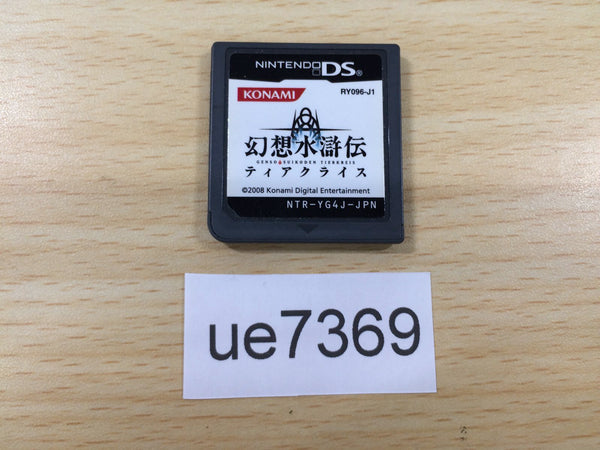 NINTENDO DS®
KONAMI
RY096-J1
幻想水滸伝
GENSO SUIKODEN TIERKREIS
ティアクライス
©2008 Konami Digital Entertainment
NTR-YG4J-JPN
ue7369